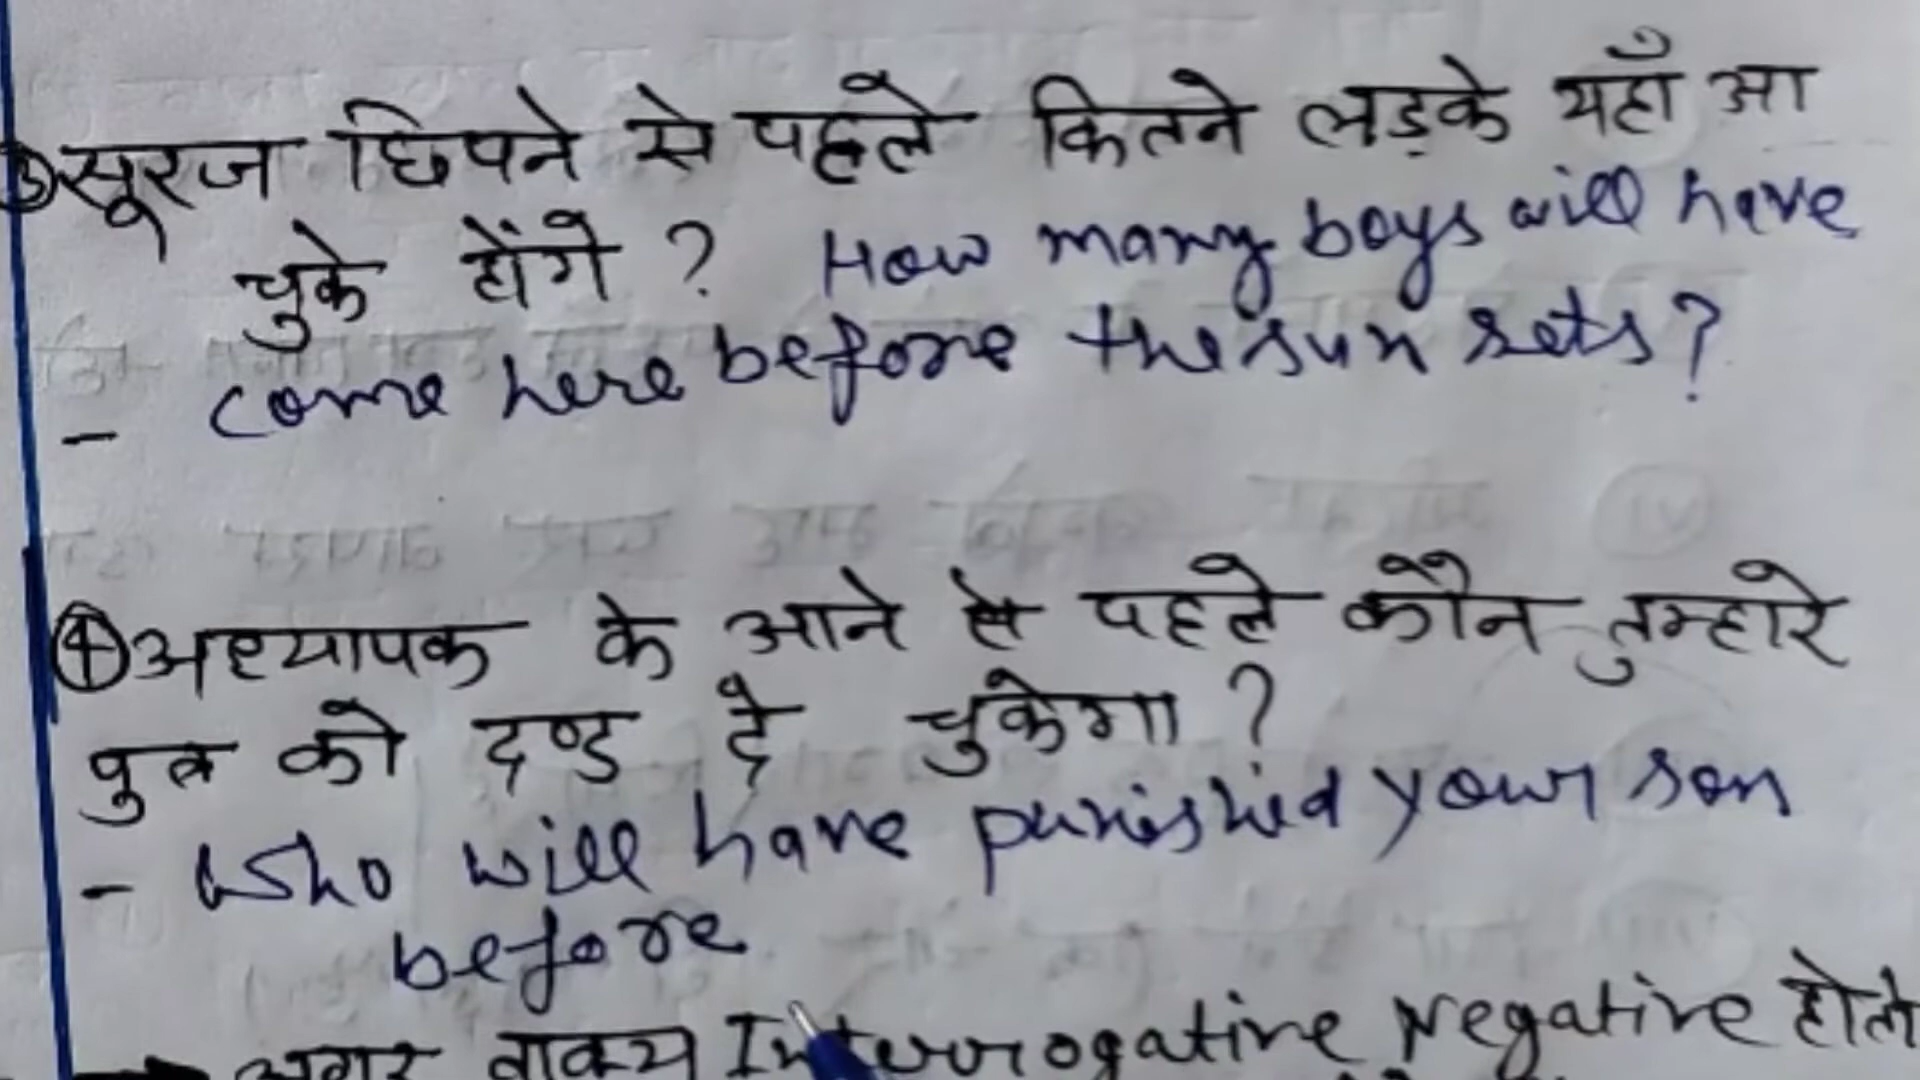 ③ सूरज छिपने से पहले कितने लड़के यहाँ आ
चुके होंगे ? How many boys will have
- come here before the sun sets?
④ अध्यापक के आने से पहले कौन तुम्हारे
पुत्र को दण्ड दे चुकेगा ?
- Who will have punished your son
before
अगर वाक्य Interrogative Negative हो तो